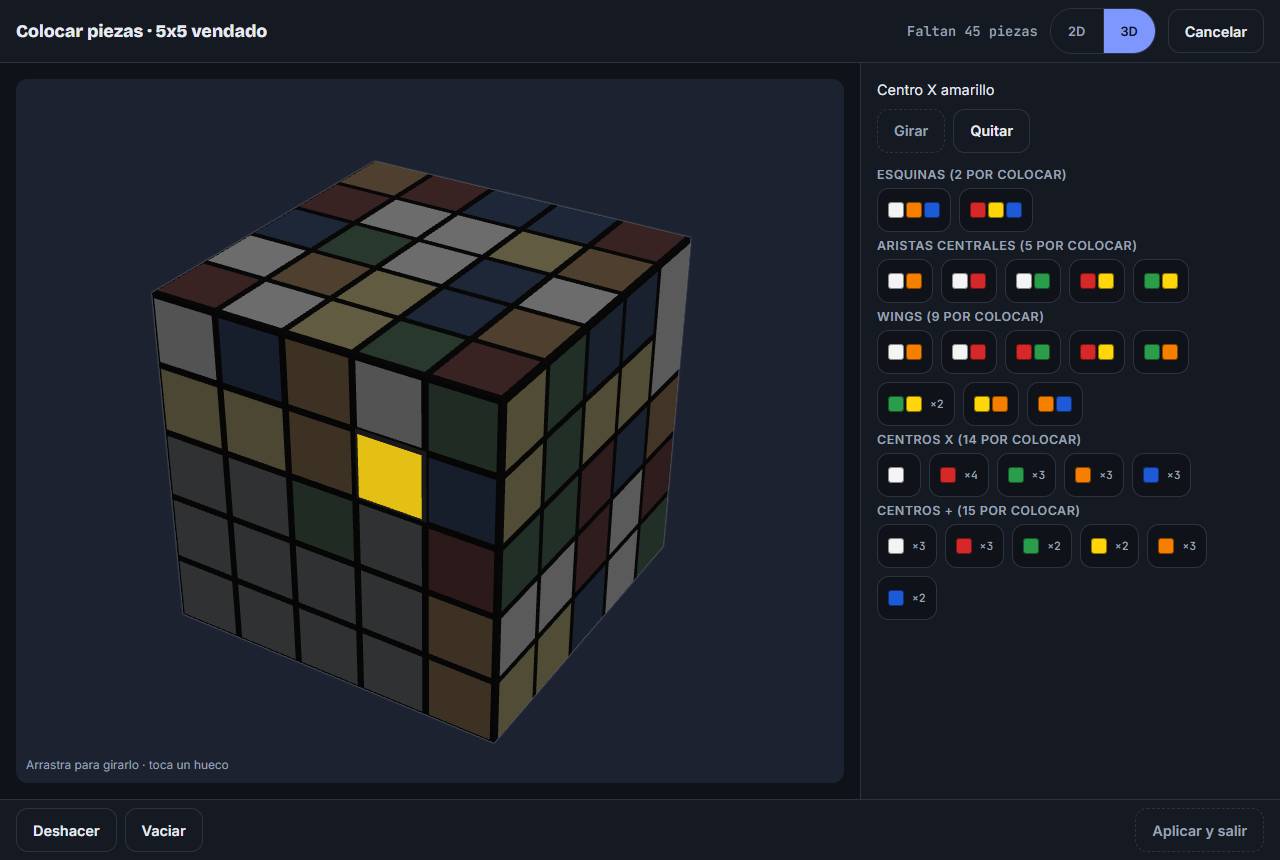 Colocar piezas · 5x5 vendado
Faltan 45 piezas
2D
3D
Cancelar
Centro X amarillo
Girar
Quitar
ESQUINAS (2 POR COLOCAR)
ARISTAS CENTRALES (5 POR COLOCAR)
WINGS (9 POR COLOCAR)
×2
CENTROS X (14 POR COLOCAR)
×4 ×3 ×3 ×3
CENTROS + (15 POR COLOCAR)
×3 ×3 ×2 ×2 ×3
×2
Arrastra para girarlo · toca un hueco
Deshacer
Vaciar
Aplicar y salir